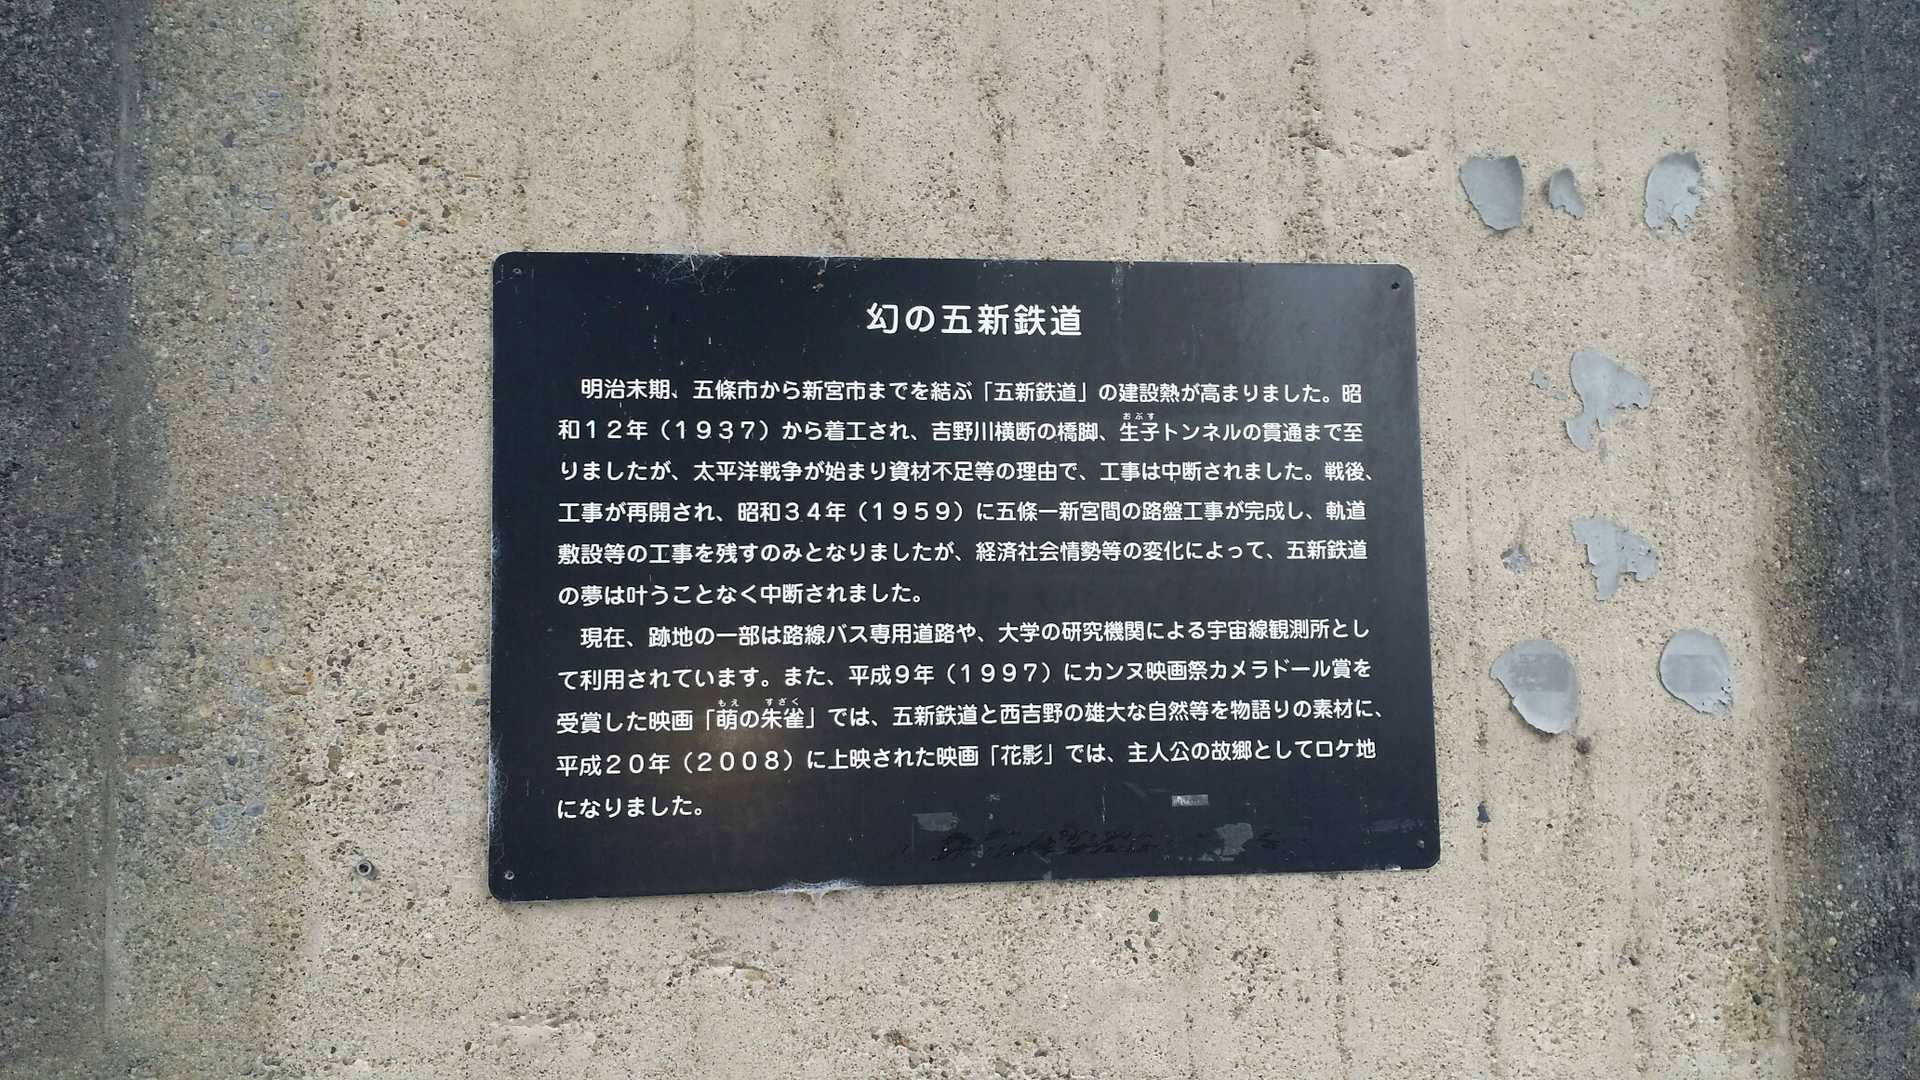 幻の五新鉄道
明治末期、五條市から新宮市までを結ぶ「五新鉄道」の建設熱が高まりました。昭
和12年(1937)から着工され、吉野川横断の橋脚、生子トンネルの貫通まで至
おぶす
りましたが、太平洋戦争が始まり資材不足等の理由で、工事は中断されました。戦後、
工事が再開され、昭和34年(1959)に五條ー新宮間の路盤工事が完成し、軌道
敷設等の工事を残すのみとなりましたが、経済社会情勢等の変化によって、五新鉄道
の夢は叶うことなく中断されました。
現在、跡地の一部は路線バス専用道路や、大学の研究機関による宇宙線観測所とし
て利用されています。また、平成9年(1997)にカンヌ映画祭カメラドール賞を
受賞した映画「萌の朱雀」では、五新鉄道と西吉野の雄大な自然等を物語りの素材に、
もえ すざく
平成20年(2008)に上映された映画「花影」では、主人公の故郷としてロケ地
になりました。